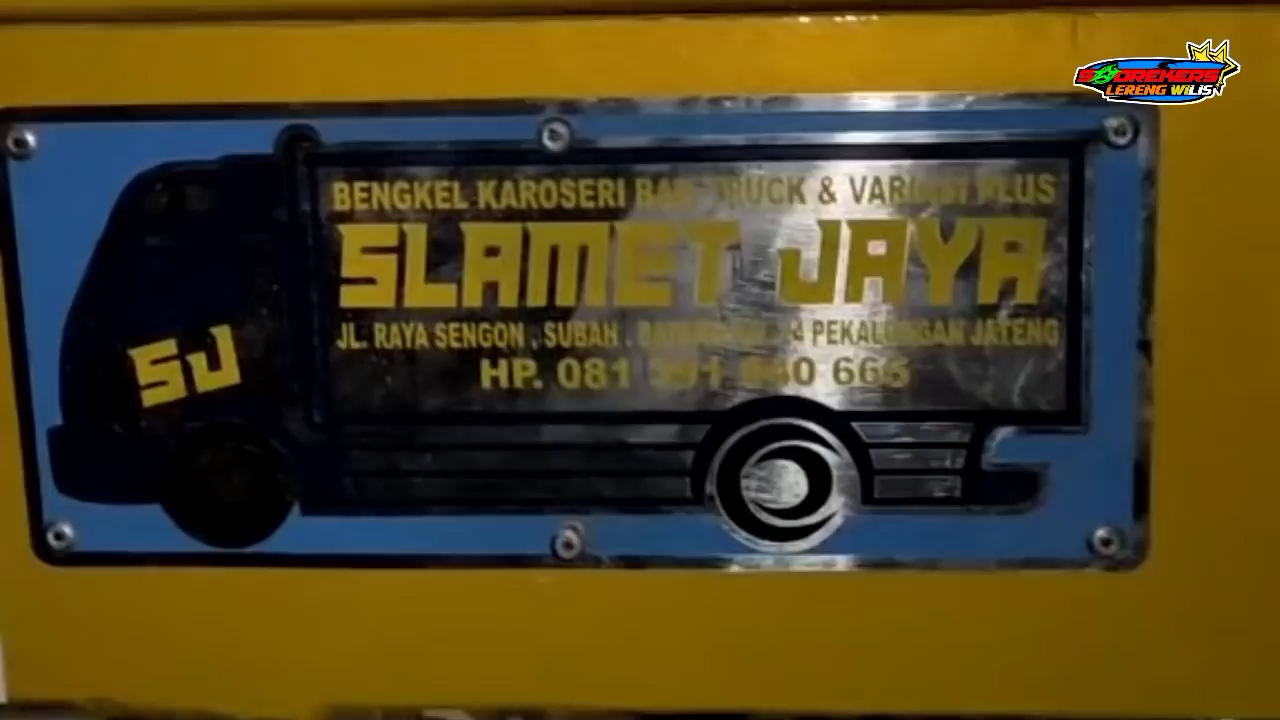 SOOREKERS
LERENG WILIS
BENGKEL KAROSERI BAK TRUCK & VARIASI PLUS
SLAMET JAYA
JL. RAYA SENGON . SUBAH . PEKALONGAN JATENG
SJ
HP. 081